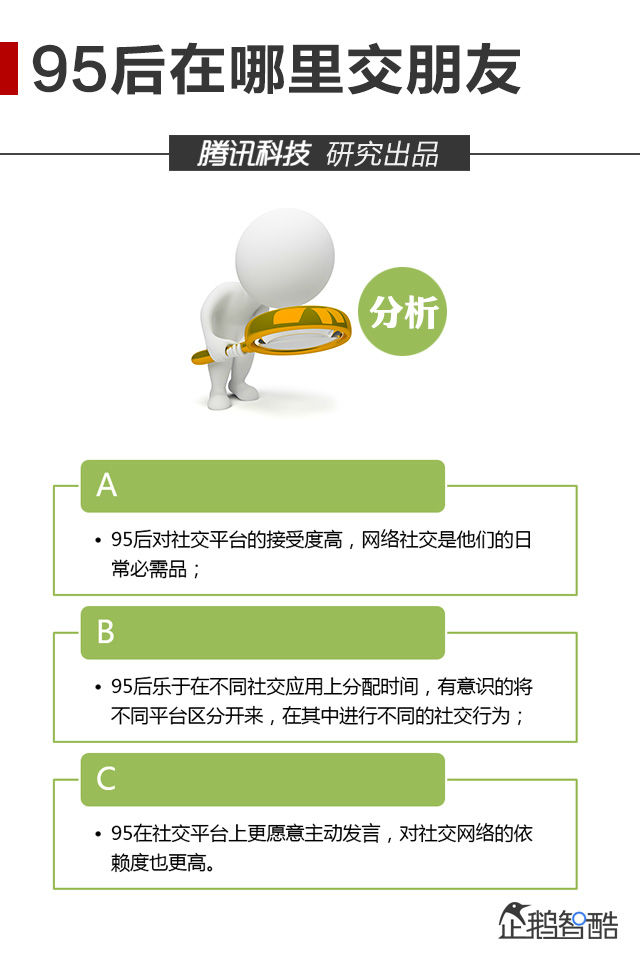 95后在哪里交朋友
腾讯科技 研究出品
分析
A
• 95后对社交平台的接受度高，网络社交是他们的日
常必需品；
B
• 95后乐于在不同社交应用上分配时间，有意识的将
不同平台区分开来，在其中进行不同的社交行为；
C
• 95在社交平台上更愿意主动发言，对社交网络的依
赖度也更高。
企鹅智酷